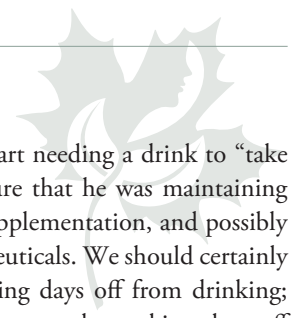 art needing a drink to “take
ure that he was maintaining
pplementation, and possibly
euticals. We should certainly
ing days off from drinking;